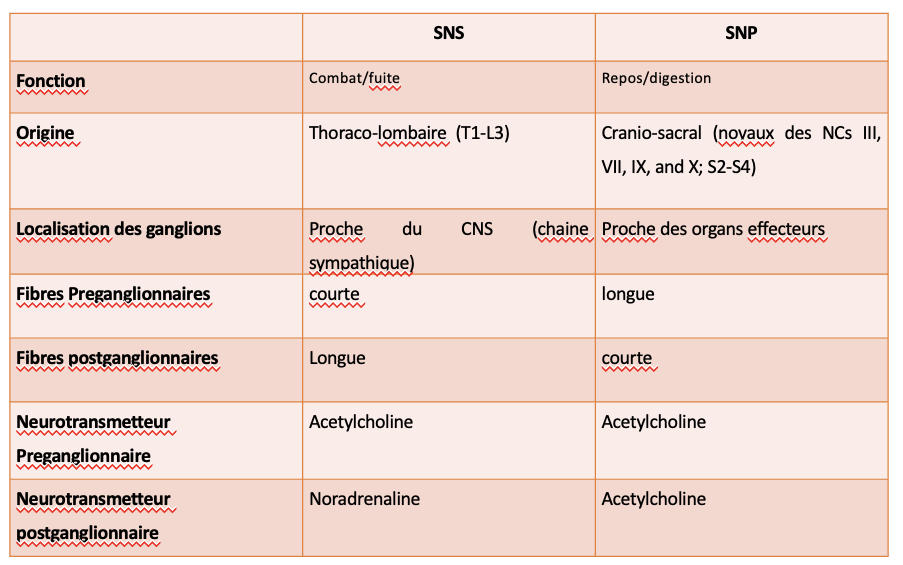 SNS SNP
Fonction Combat/fuite Repos/digestion
Origine Thoraco-lombaire (T1-L3) Cranio-sacral (noyaux des NCs III,
VII, IX, and X; S2-S4)
Localisation des ganglions Proche du CNS (chaine Proche des organs effecteurs
sympathique)
Fibres Preganglionnaires courte longue
Fibres postganglionnaires Longue courte
Neurotransmetteur Acetylcholine Acetylcholine
Preganglionnaire
Neurotransmetteur Noradrenaline Acetylcholine
postganglionnaire